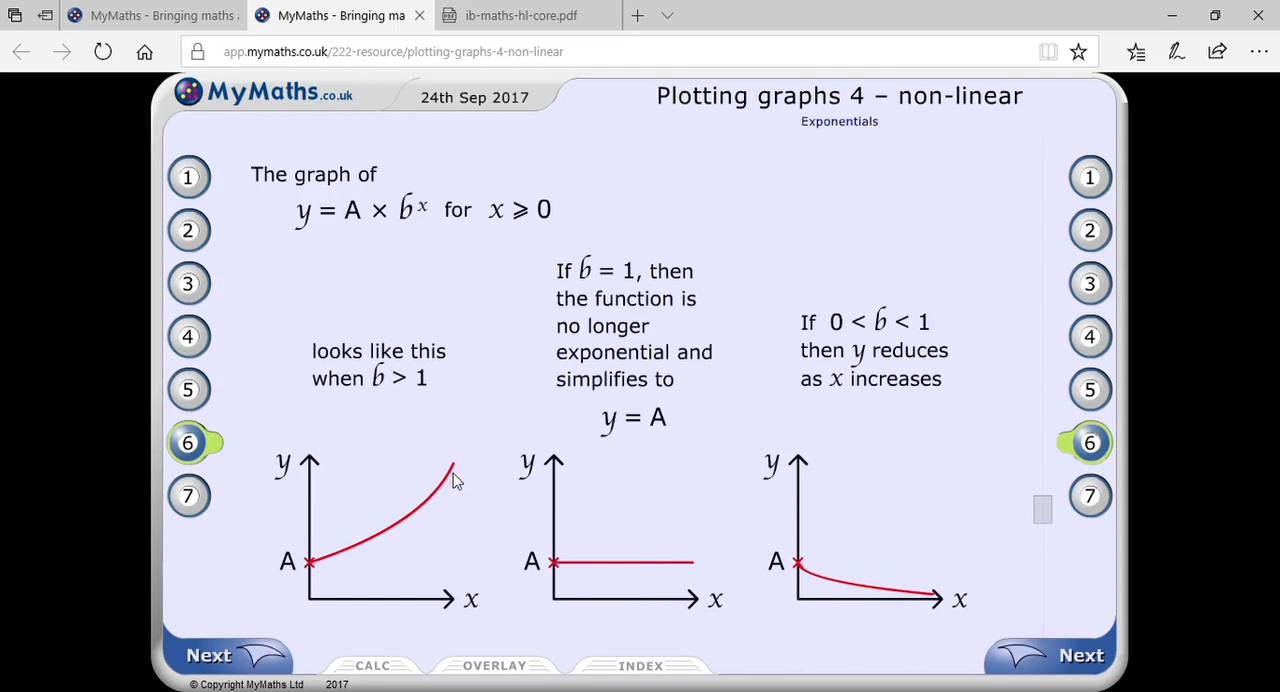 MyMaths - Bringing maths
MyMaths - Bringing ma
ib-maths-hl-core.pdf
app.mymaths.co.uk/222-resource/plotting-graphs-4-non-linear
MyMaths.co.uk
24th Sep 2017
Plotting graphs 4 – non-linear
Exponentials
The graph of
y = A × b^x for x ⩾ 0
looks like this
when b > 1
If b = 1, then
the function is
no longer
exponential and
simplifies to
y = A
If 0 < b < 1
then y reduces
as x increases
y
A
x
y
A
x
y
A
x
1
2
3
4
5
6
7
1
2
3
4
5
6
7
Next
CALC
OVERLAY
INDEX
Next
© Copyright MyMaths Ltd 2017